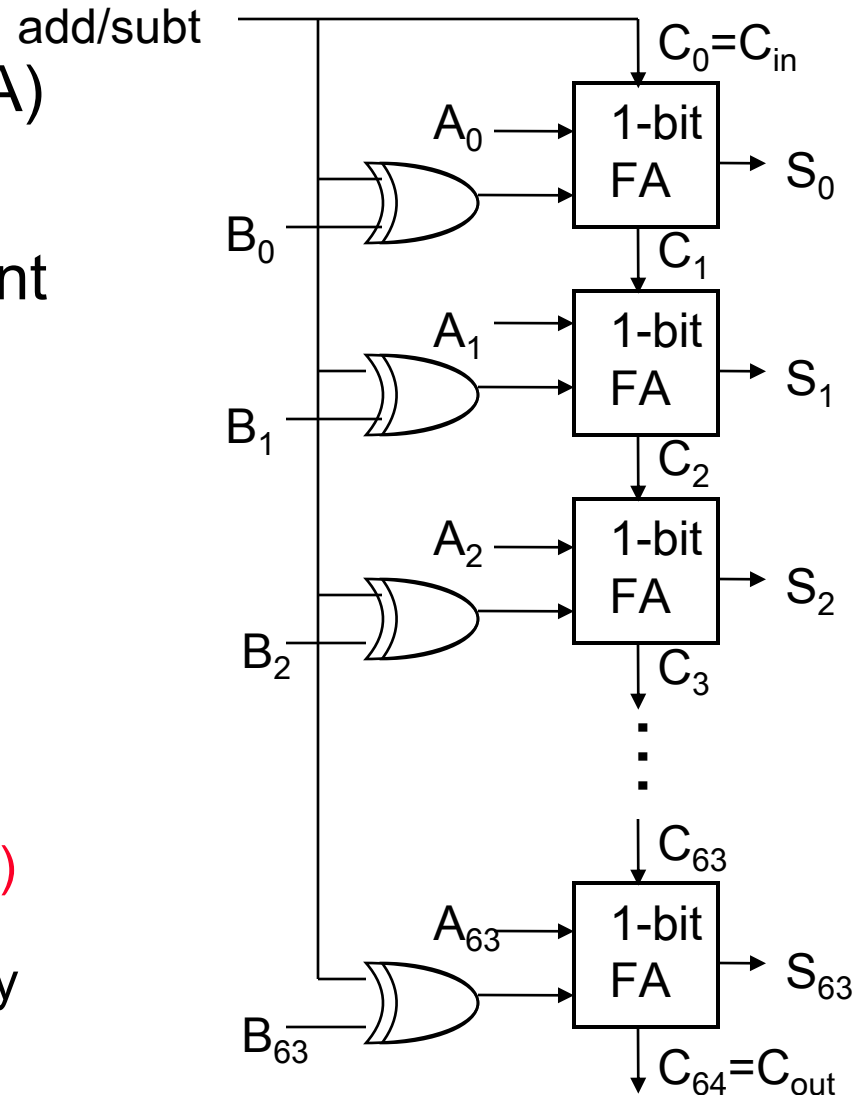 add/subt
C₀=Cᵢₙ
A)
A₀
1-bit
FA
S₀
B₀
C₁
nt
A₁
1-bit
FA
S₁
B₁
C₂
A₂
1-bit
FA
S₂
B₂
C₃
C₆₃
)
A₆₃
1-bit
FA
S₆₃
y
B₆₃
C₆₄=Cₒᵤₜ